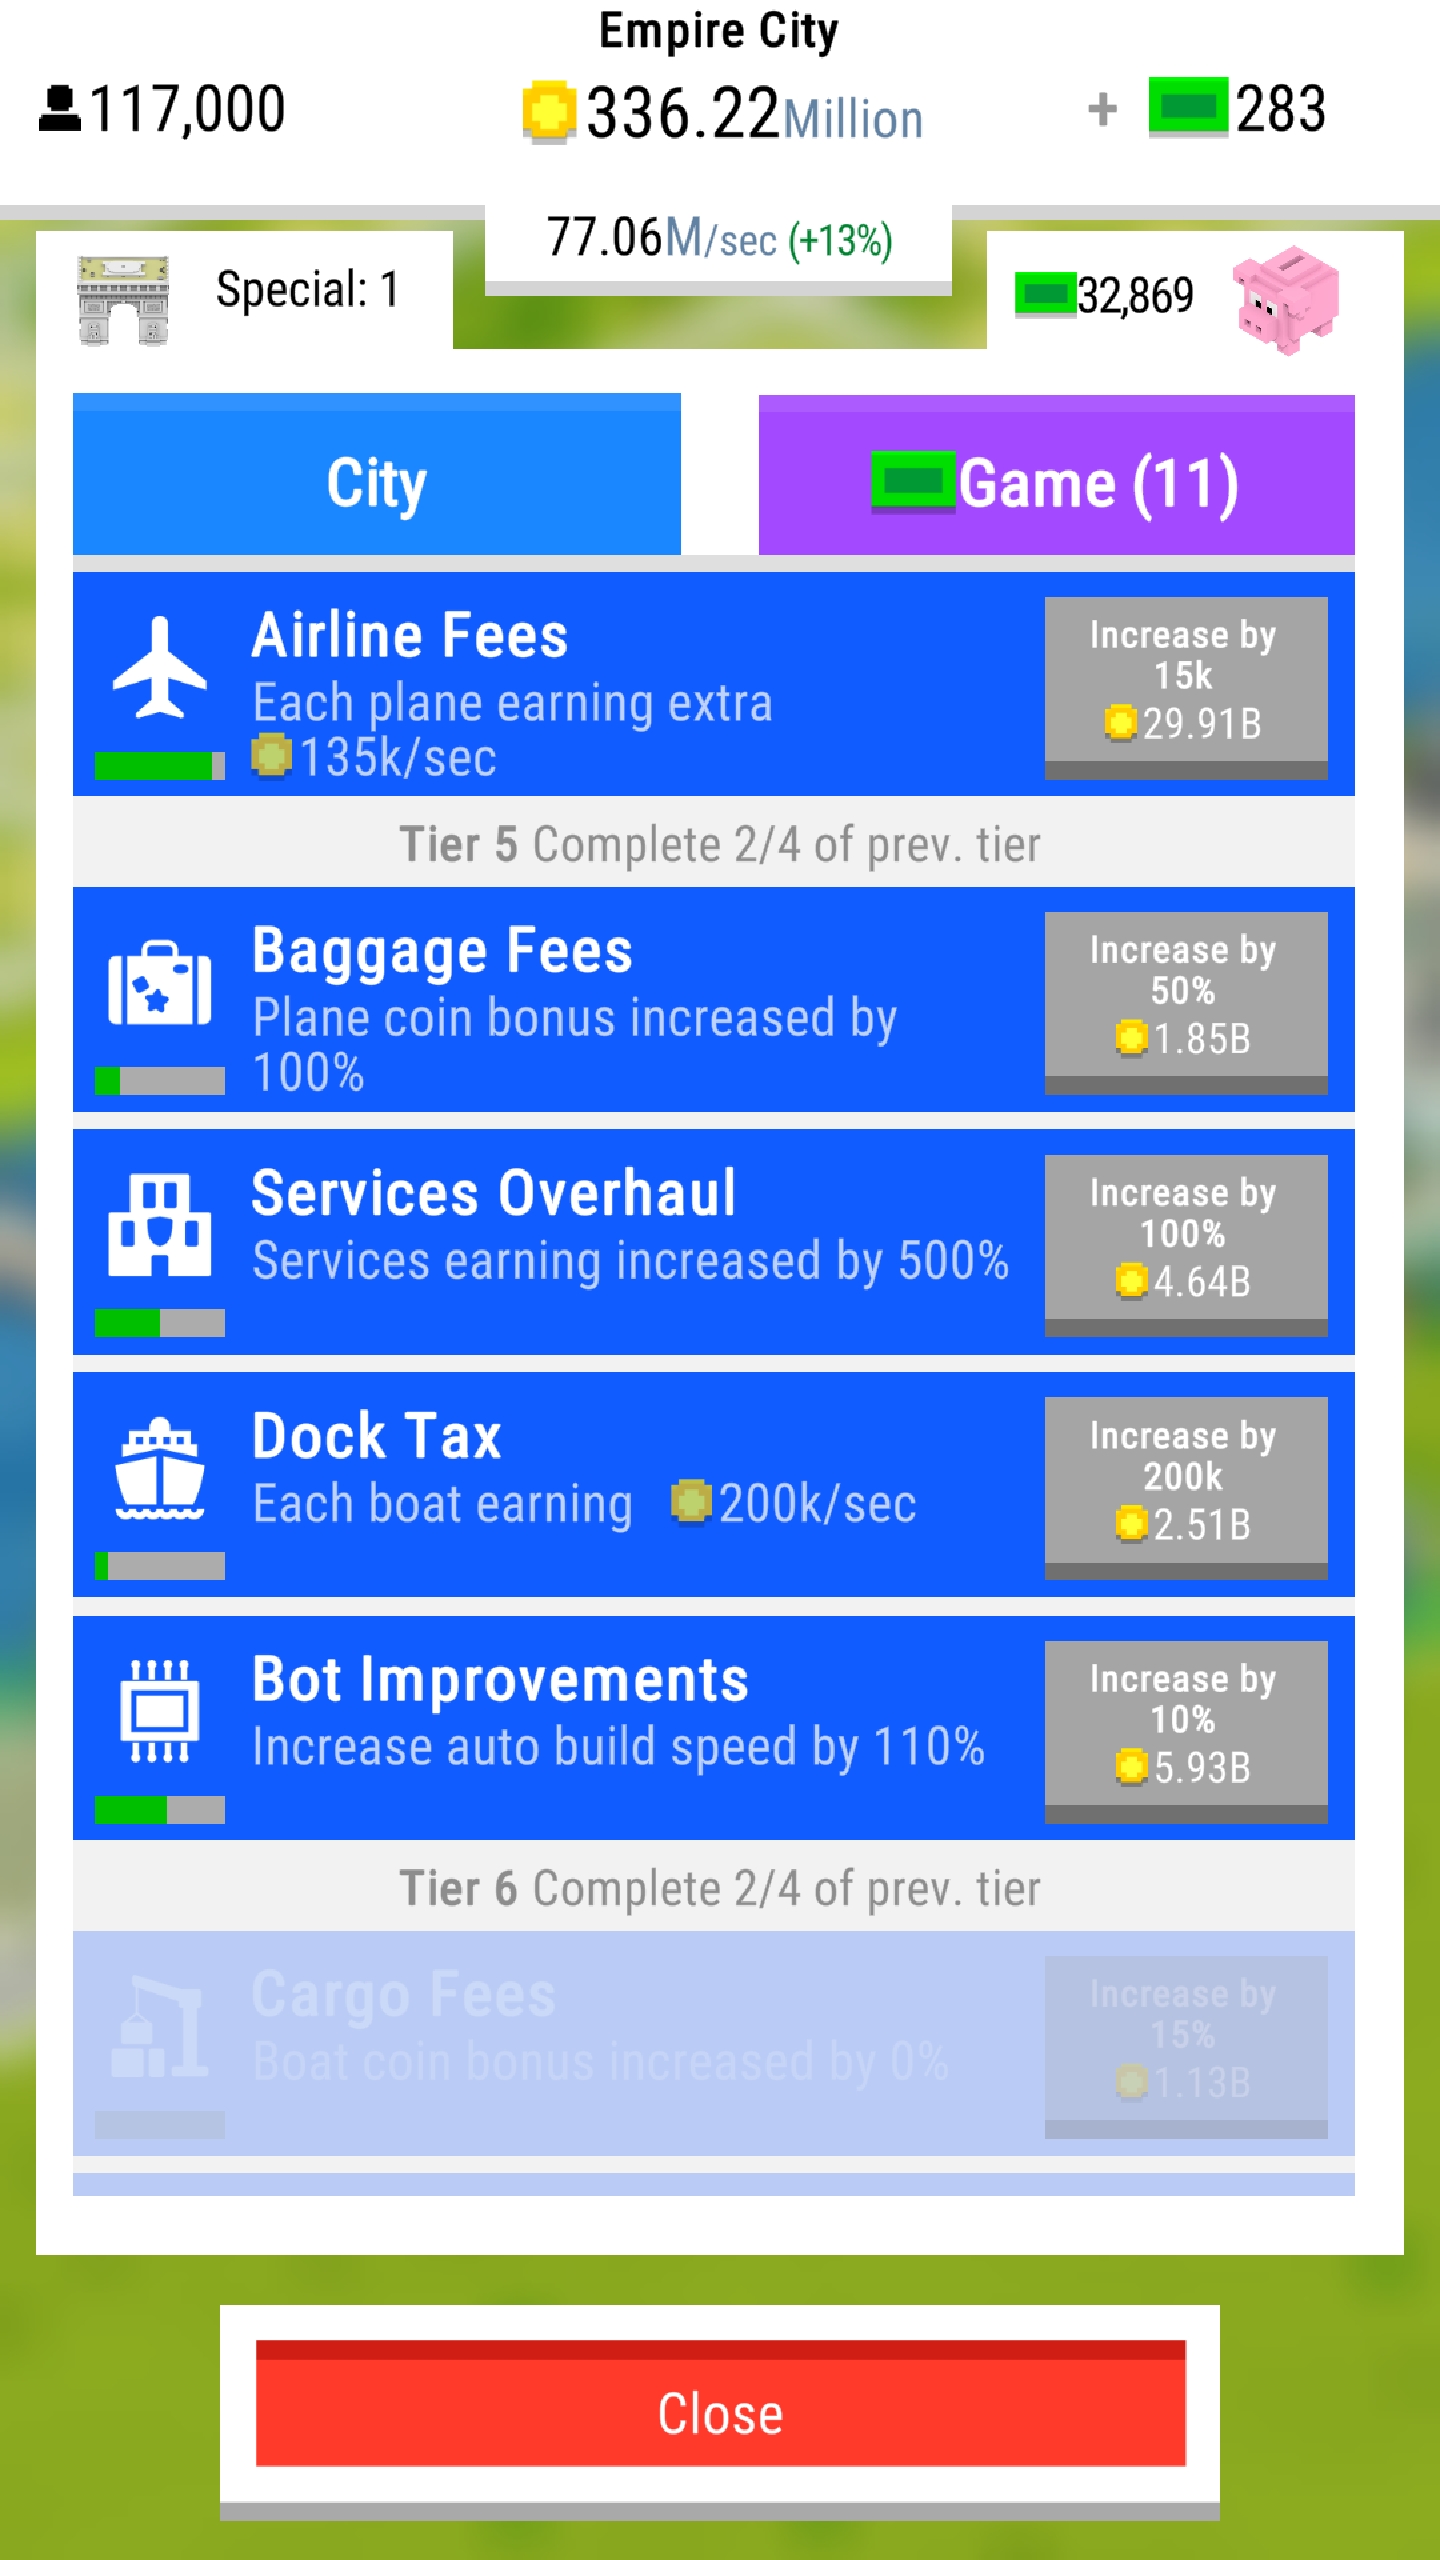 Empire City
117,000
336.22Million
+ 283
77.06M/sec (+13%)
Special: 1
32,869
City
Game (11)
Airline Fees
Each plane earning extra
135k/sec
Increase by
15k
29.91B
Tier 5 Complete 2/4 of prev. tier
Baggage Fees
Plane coin bonus increased by
100%
Increase by
50%
1.85B
Services Overhaul
Services earning increased by 500%
Increase by
100%
4.64B
Dock Tax
Each boat earning 200k/sec
Increase by
200k
2.51B
Bot Improvements
Increase auto build speed by 110%
Increase by
10%
5.93B
Tier 6 Complete 2/4 of prev. tier
Cargo Fees
Boat coin bonus increased by 0%
Increase by
15%
1.13B
Close